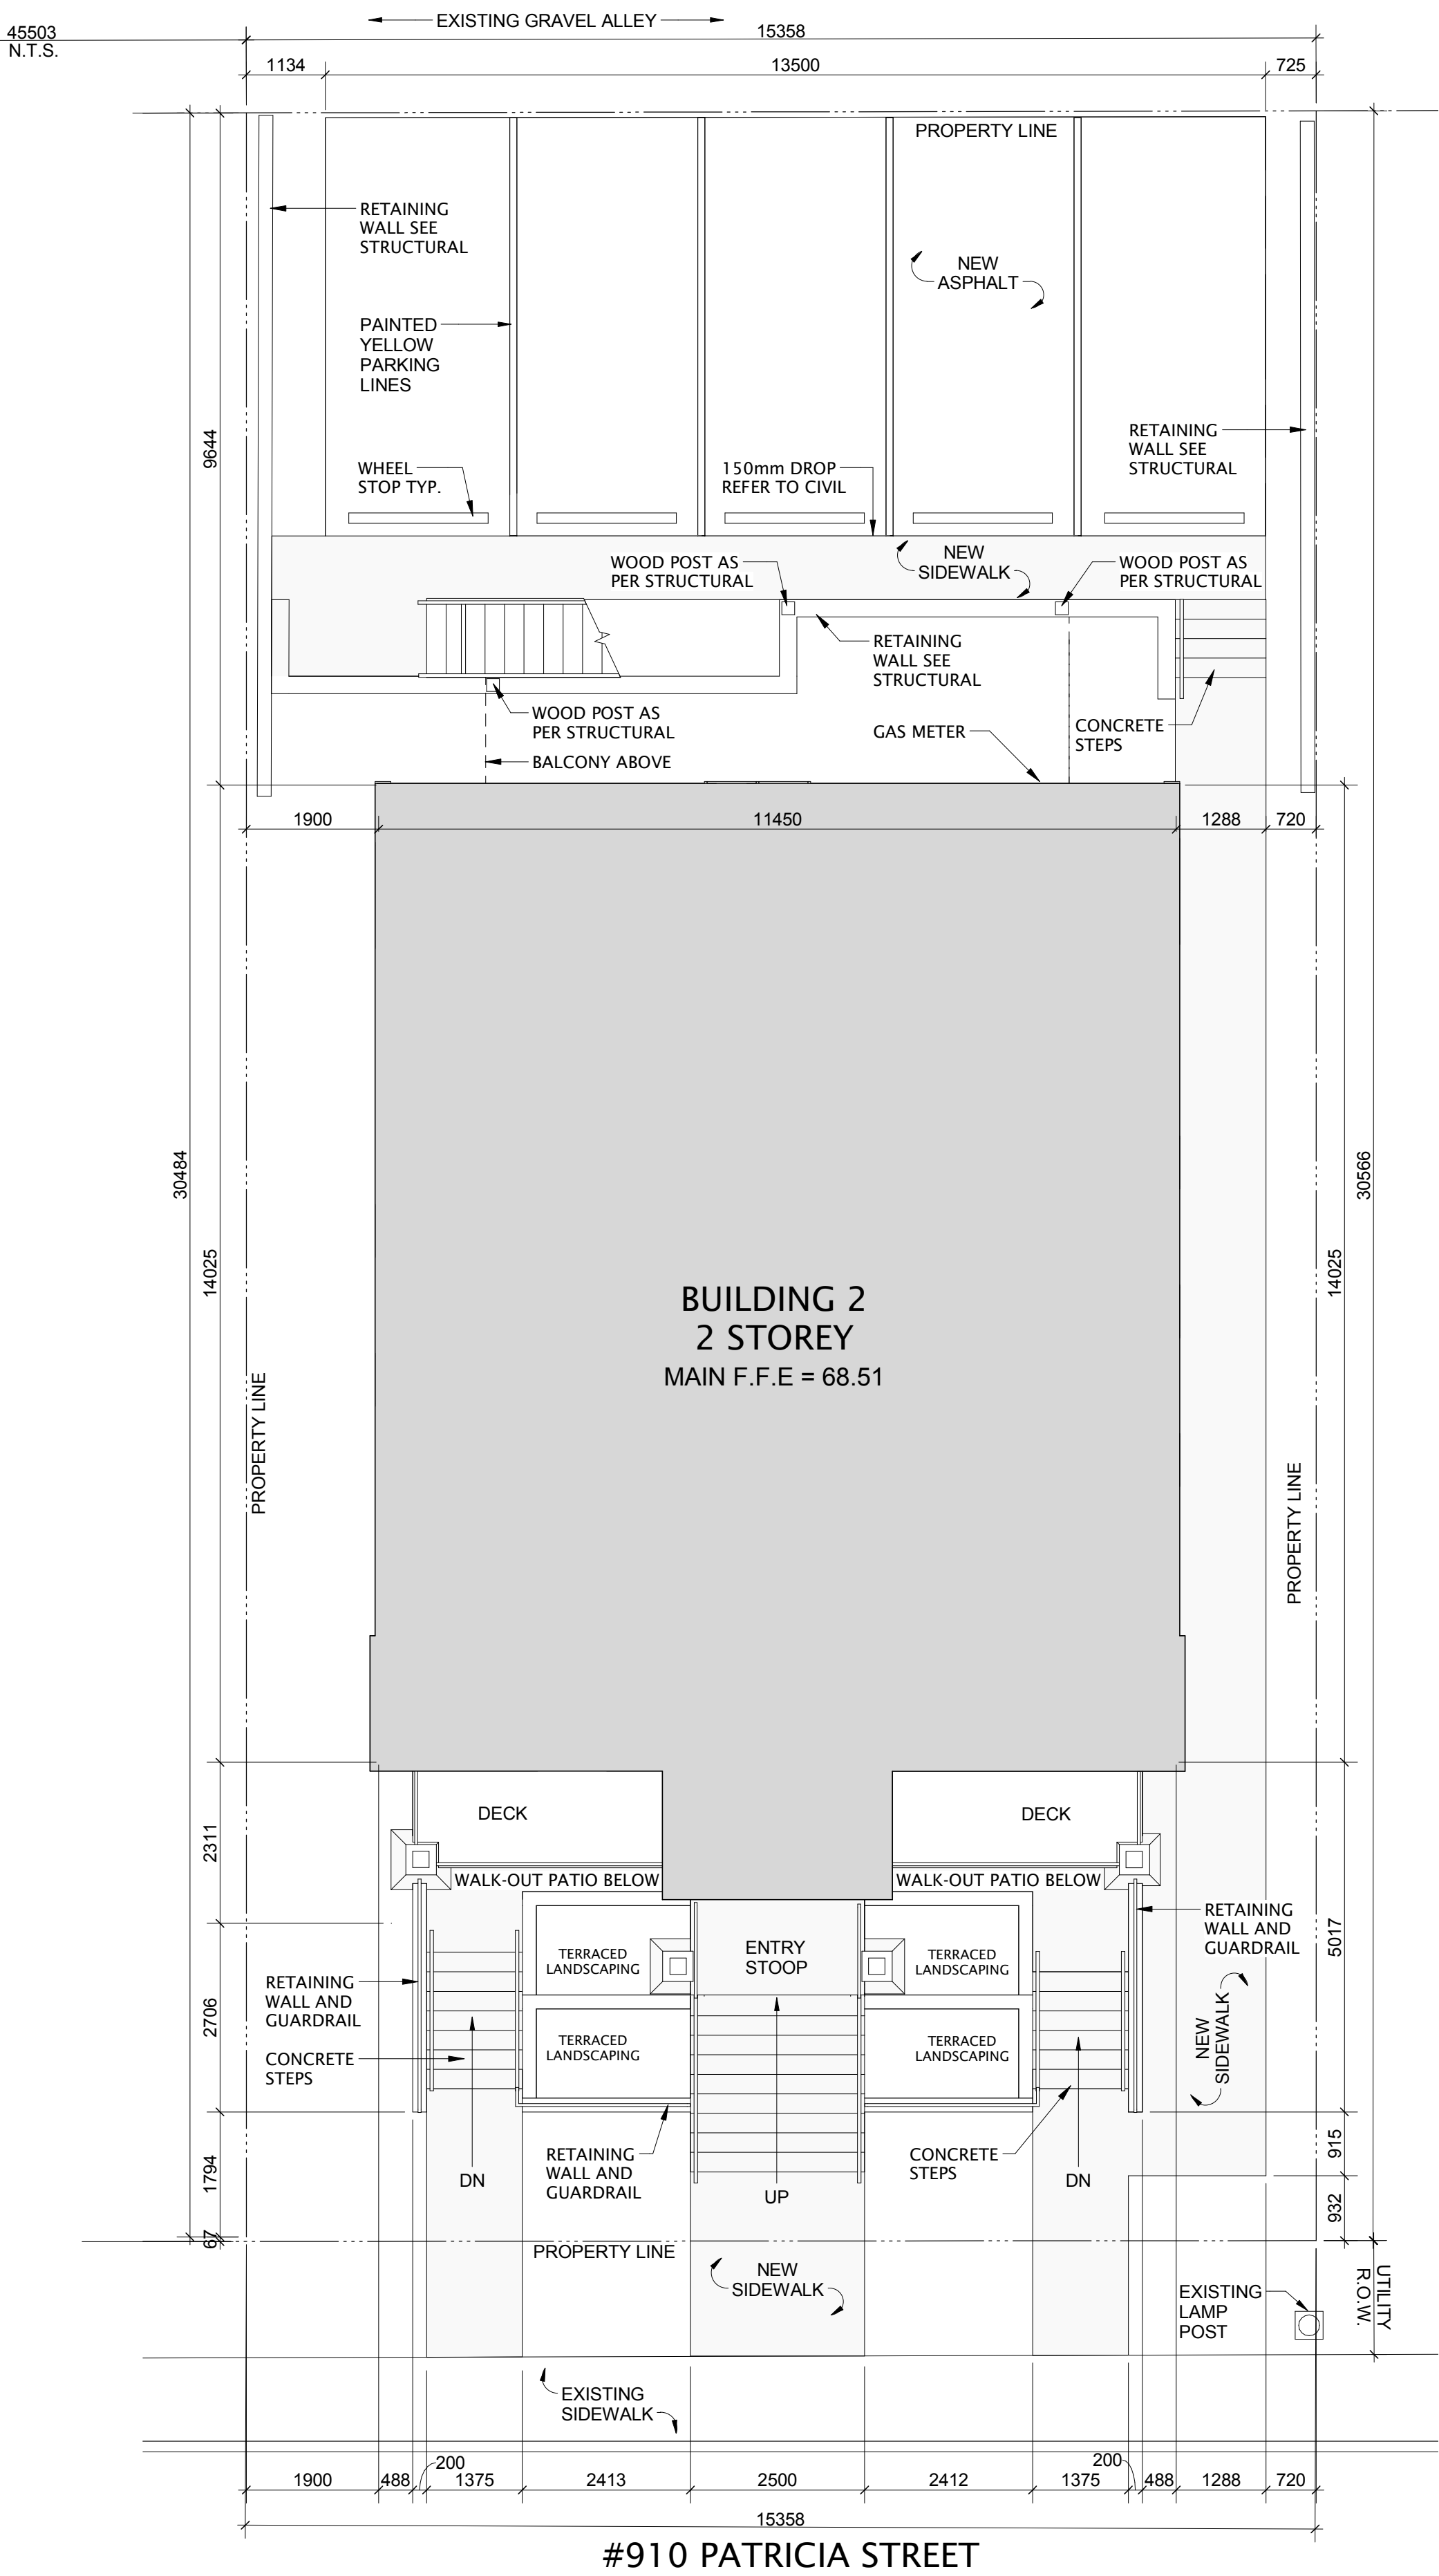 EXISTING GRAVEL ALLEY
45503
N.T.S.
15358
1134
13500
725
PROPERTY LINE
RETAINING
WALL SEE
STRUCTURAL
NEW
ASPHALT
PAINTED
YELLOW
PARKING
LINES
RETAINING
WALL SEE
STRUCTURAL
9644
WHEEL
STOP TYP.
150mm DROP
REFER TO CIVIL
WOOD POST AS
PER STRUCTURAL
NEW
SIDEWALK
WOOD POST AS
PER STRUCTURAL
RETAINING
WALL SEE
STRUCTURAL
WOOD POST AS
PER STRUCTURAL
GAS METER
CONCRETE
STEPS
BALCONY ABOVE
1900
11450
1288
720
30484
30566
14025
14025
BUILDING 2
2 STOREY
MAIN F.F.E = 68.51
PROPERTY LINE
PROPERTY LINE
DECK
DECK
2311
WALK-OUT PATIO BELOW
WALK-OUT PATIO BELOW
RETAINING
WALL AND
GUARDRAIL
5017
ENTRY
STOOP
TERRACED
LANDSCAPING
TERRACED
LANDSCAPING
RETAINING
WALL AND
GUARDRAIL
2706
NEW
SIDEWALK
TERRACED
LANDSCAPING
TERRACED
LANDSCAPING
CONCRETE
STEPS
RETAINING
WALL AND
GUARDRAIL
CONCRETE
STEPS
915
1794
DN
DN
UP
932
67
PROPERTY LINE
NEW
SIDEWALK
EXISTING
LAMP
POST
UTILITY
R.O.W.
EXISTING
SIDEWALK
200
200
1900
488
1375
2413
2500
2412
1375
488
1288
720
15358
#910 PATRICIA STREET